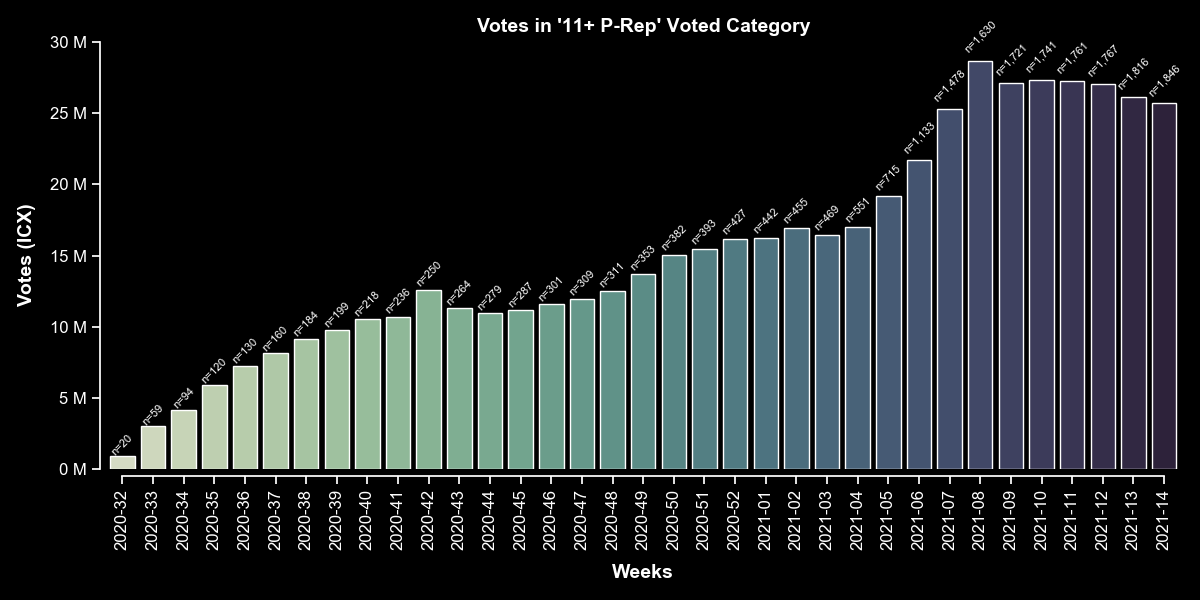 Votes in '11+ P-Rep' Voted Category
Votes (ICX)
30 M
25 M
20 M
15 M
10 M
5 M
0 M
n=20
n=59
n=94
n=120
n=130
n=160
n=184
n=199
n=218
n=236
n=250
n=264
n=279
n=287
n=301
n=309
n=311
n=353
n=382
n=393
n=427
n=442
n=455
n=469
n=551
n=715
n=1,133
n=1,478
n=1,630
n=1,721
n=1,741
n=1,761
n=1,767
n=1,816
n=1,846
2020-32
2020-33
2020-34
2020-35
2020-36
2020-37
2020-38
2020-39
2020-40
2020-41
2020-42
2020-43
2020-44
2020-45
2020-46
2020-47
2020-48
2020-49
2020-50
2020-51
2020-52
2021-01
2021-02
2021-03
2021-04
2021-05
2021-06
2021-07
2021-08
2021-09
2021-10
2021-11
2021-12
2021-13
2021-14
Weeks